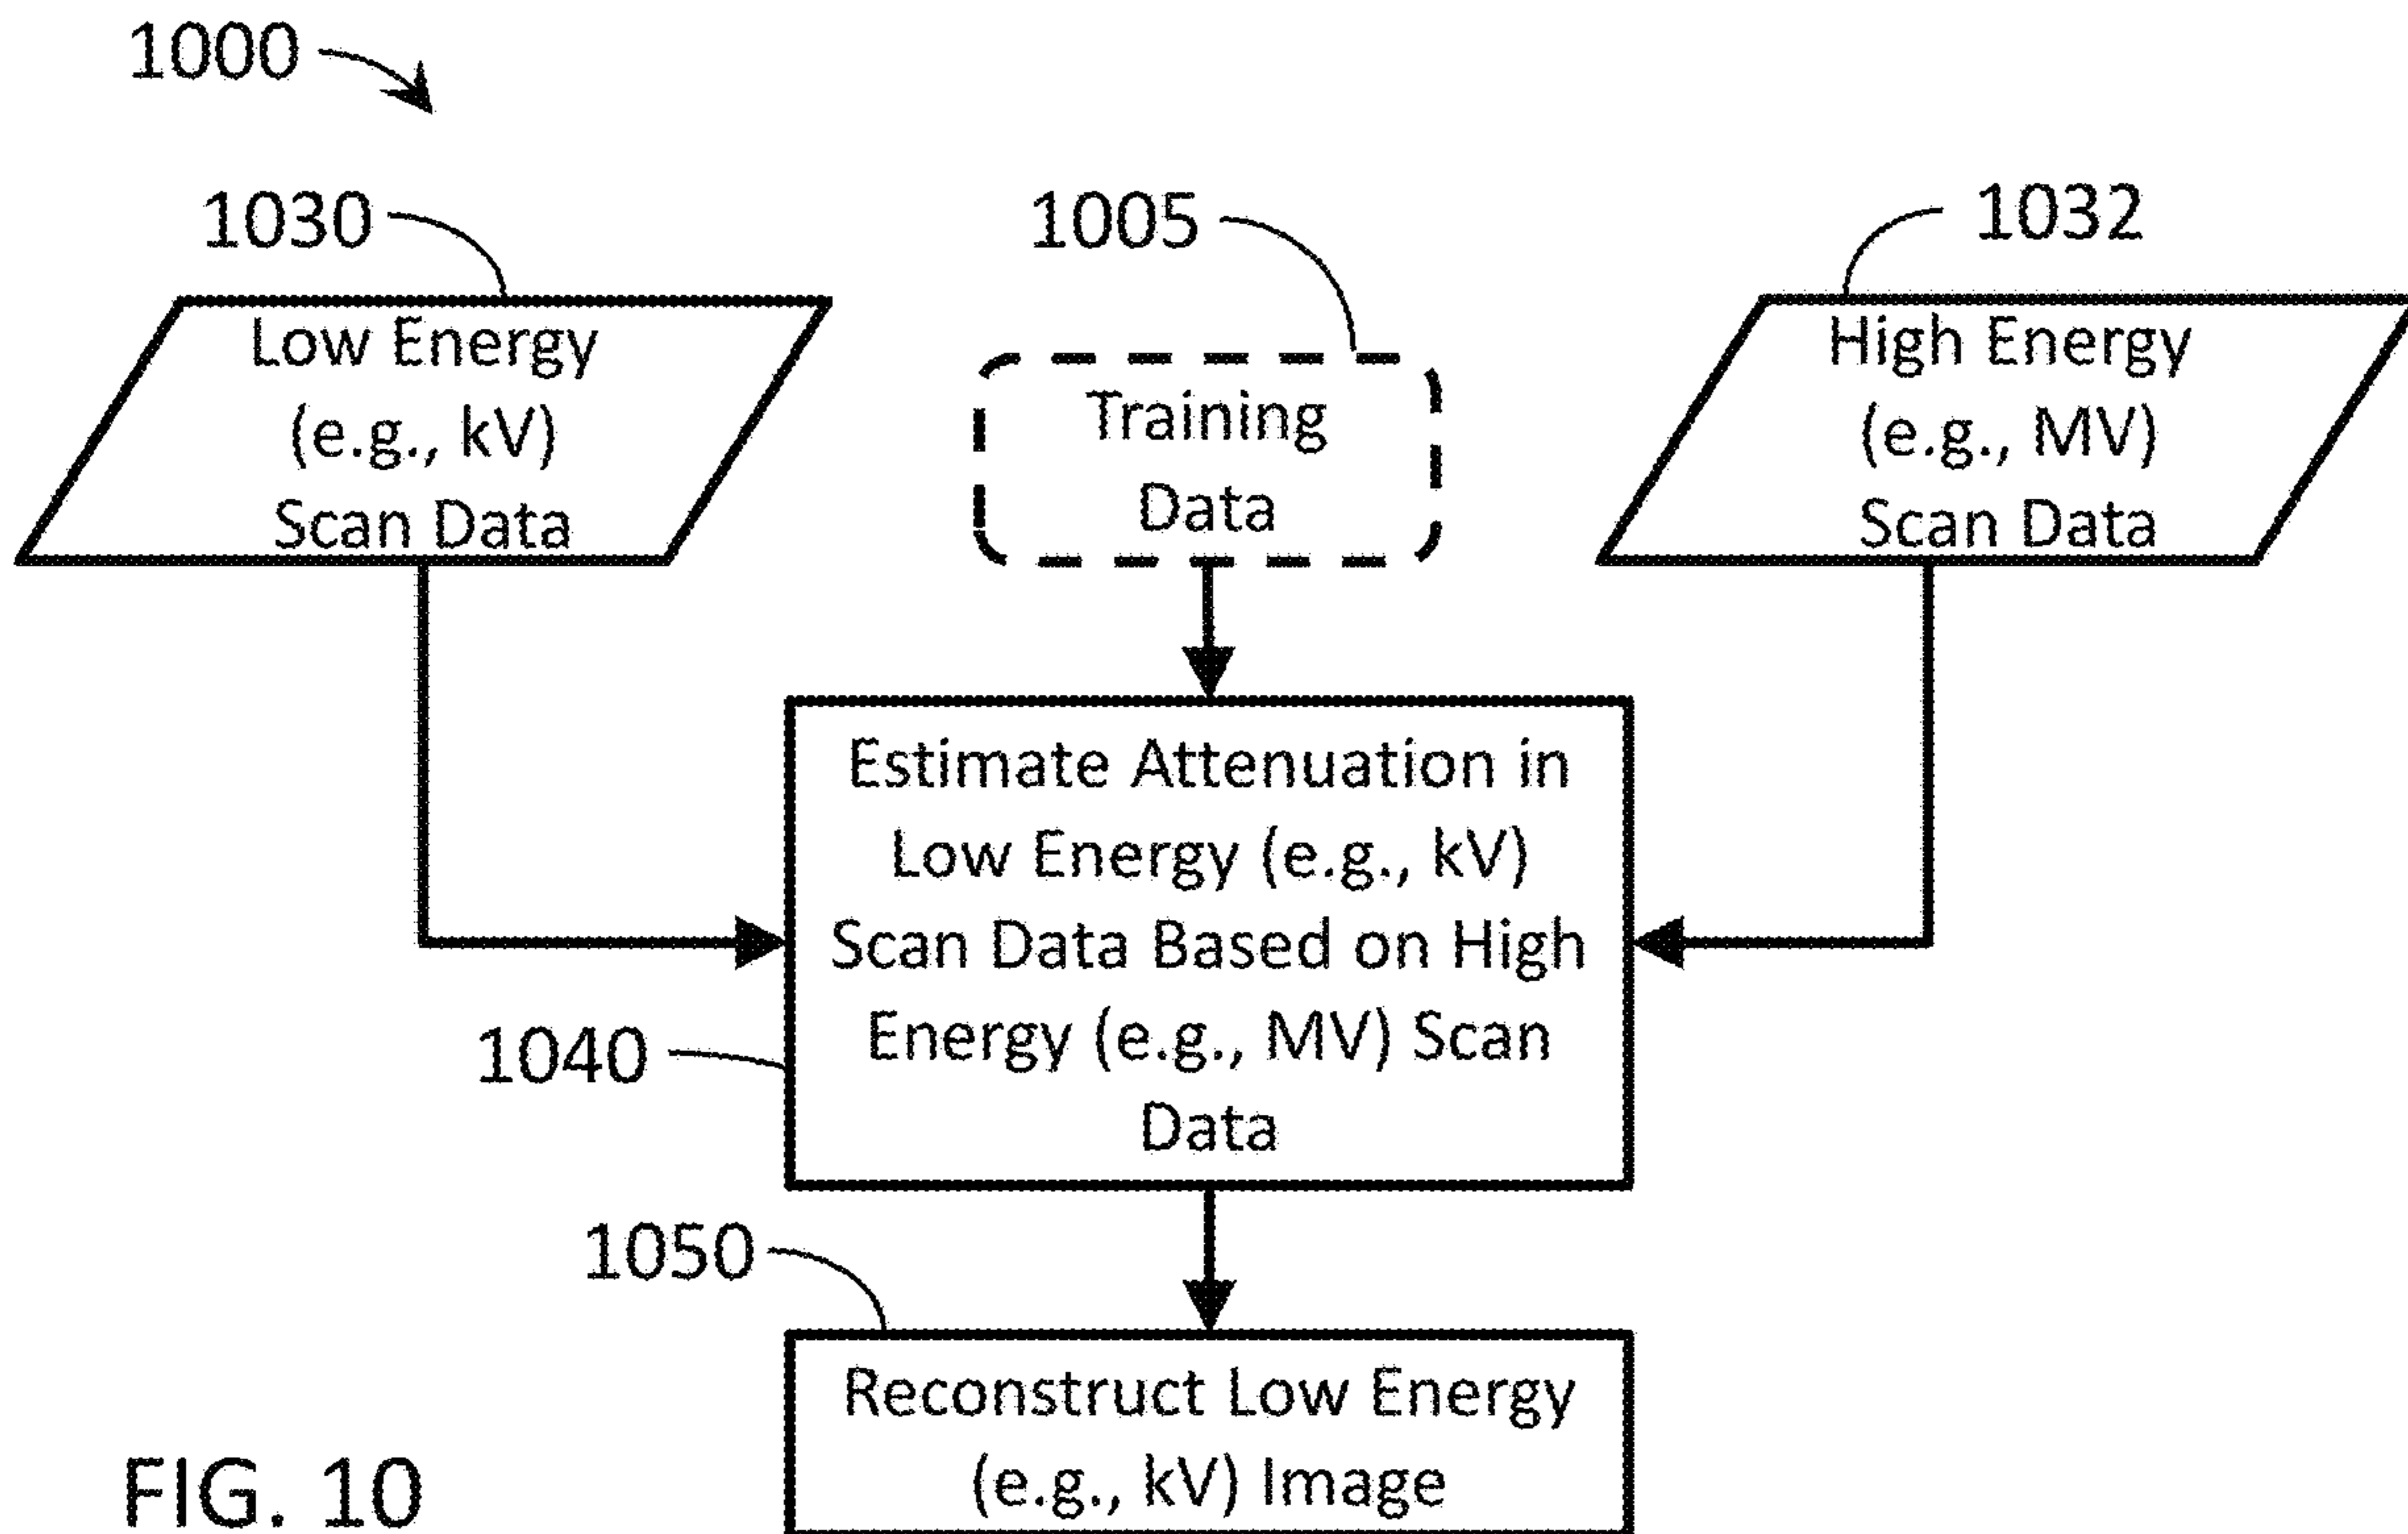 1000
1030
1005
1032
Low Energy
(e.g., kV)
Scan Data
Training
Data
High Energy
(e.g., MV)
Scan Data
Estimate Attenuation in
Low Energy (e.g., kV)
Scan Data Based on High
Energy (e.g., MV) Scan
Data
1040
1050
Reconstruct Low Energy
(e.g., kV) Image
FIG. 10